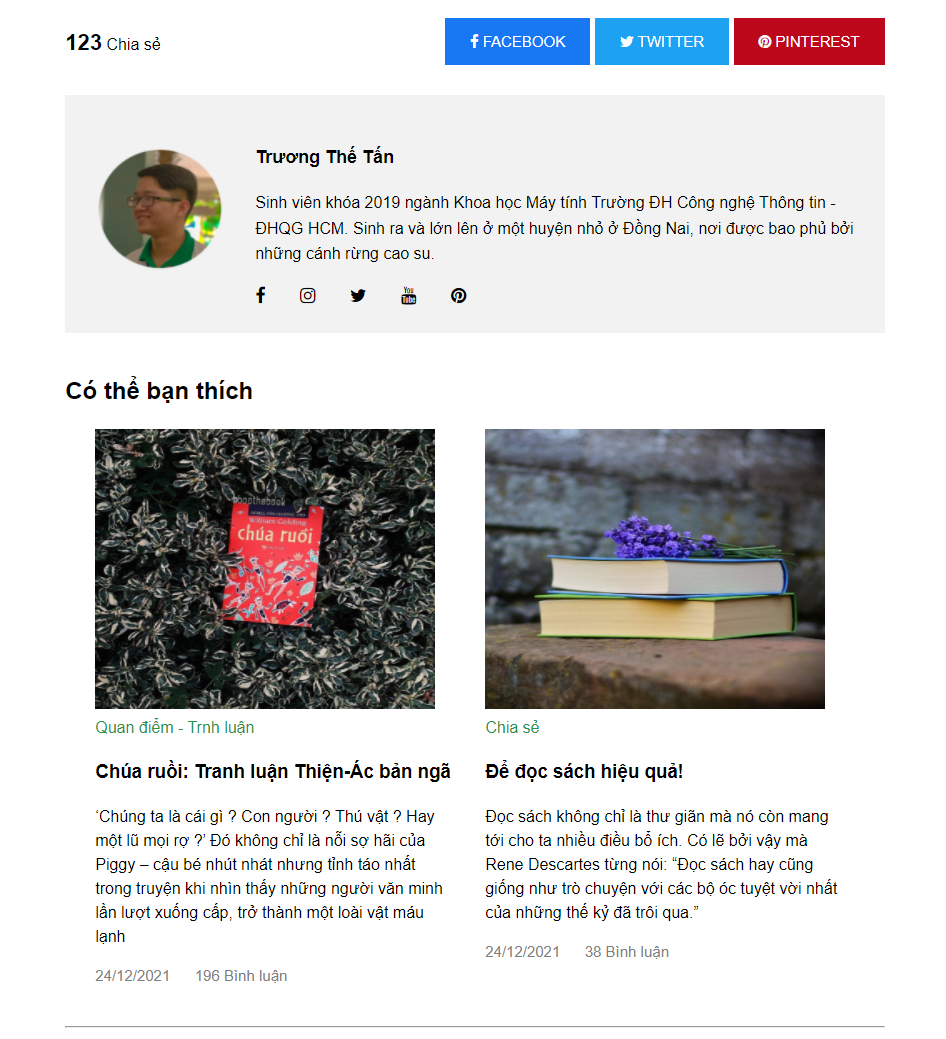 123 Chia sẻ
FACEBOOK
TWITTER
PINTEREST
Trương Thế Tấn
Sinh viên khóa 2019 ngành Khoa học Máy tính Trường ĐH Công nghệ Thông tin -
ĐHQG HCM. Sinh ra và lớn lên ở một huyện nhỏ ở Đồng Nai, nơi được bao phủ bởi
những cánh rừng cao su.
You
Tube
Có thể bạn thích
William Golding
chúa ruồi
Quan điểm - Trnh luận
Chúa ruồi: Tranh luận Thiện-Ác bản ngã
‘Chúng ta là cái gì ? Con người ? Thú vật ? Hay
một lũ mọi rợ ?’ Đó không chỉ là nỗi sợ hãi của
Piggy – cậu bé nhút nhát nhưng tỉnh táo nhất
trong truyện khi nhìn thấy những người văn minh
lần lượt xuống cấp, trở thành một loài vật máu
lạnh
24/12/2021 196 Bình luận
Chia sẻ
Để đọc sách hiệu quả!
Đọc sách không chỉ là thư giãn mà nó còn mang
tới cho ta nhiều điều bổ ích. Có lẽ bởi vậy mà
Rene Descartes từng nói: “Đọc sách hay cũng
giống như trò chuyện với các bộ óc tuyệt vời nhất
của những thế kỷ đã trôi qua.”
24/12/2021 38 Bình luận